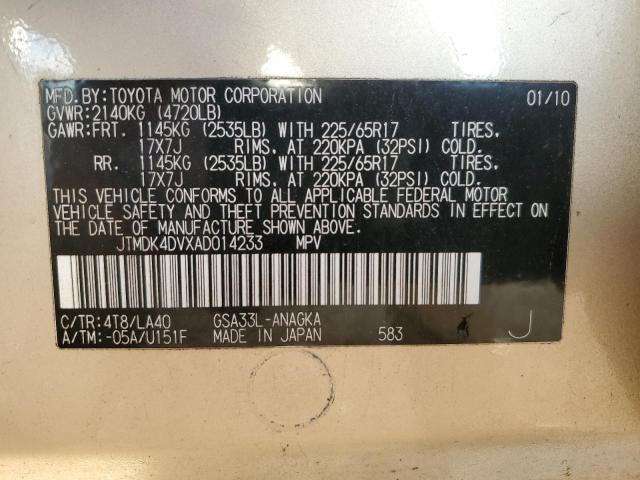 MFD.BY:TOYOTA MOTOR CORPORATION 01/10
GVWR:2140KG (4720LB)
GAWR:FRT. 1145KG (2535LB) WITH 225/65R17 TIRES,
17X7J RIMS, AT 220KPA (32PSI) COLD.
RR. 1145KG (2535LB) WITH 225/65R17 TIRES,
17X7J RIMS, AT 220KPA (32PSI) COLD.
THIS VEHICLE CONFORMS TO ALL APPLICABLE FEDERAL MOTOR
VEHICLE SAFETY AND THEFT PREVENTION STANDARDS IN EFFECT ON
THE DATE OF MANUFACTURE SHOWN ABOVE.
JTMDK4DVXAD014233 MPV
C/TR:4T8/LA40 GSA33L-ANAGKA
A/TM:-05A/U151F MADE IN JAPAN 583 J